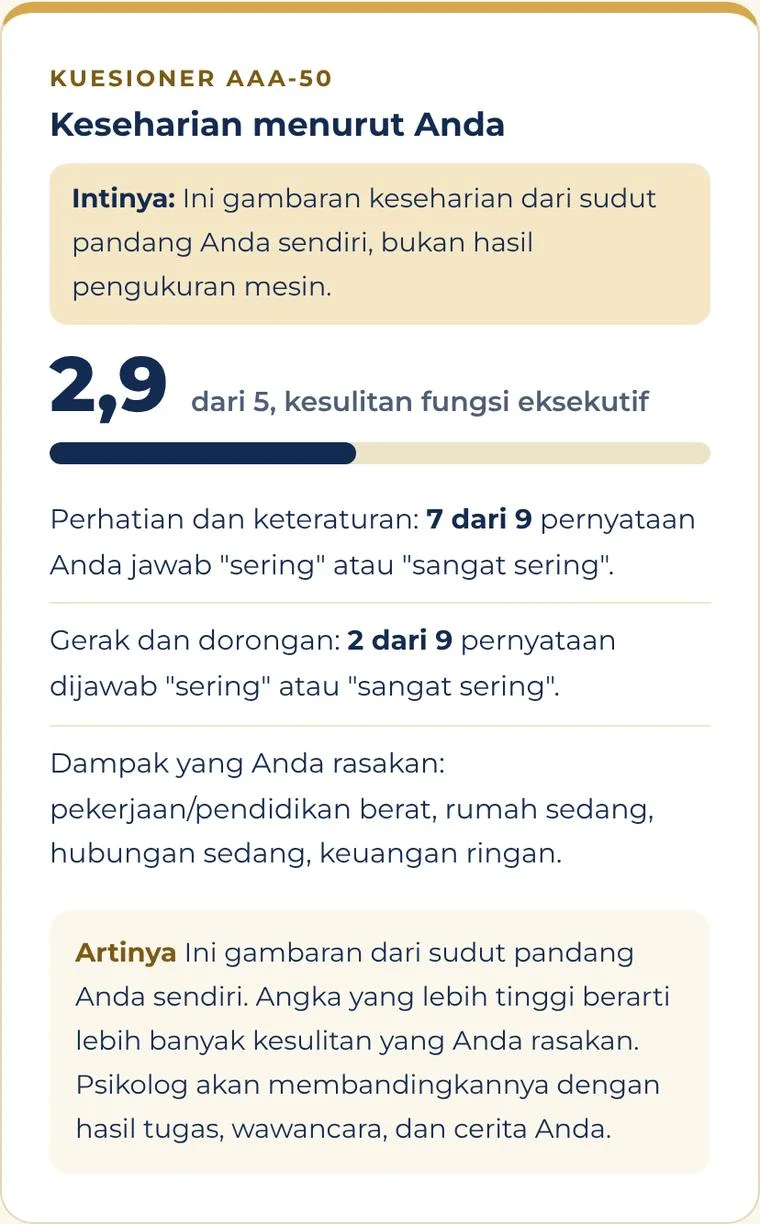 KUESIONER AAA-50
Keseharian menurut Anda
Intinya: Ini gambaran keseharian dari sudut
pandang Anda sendiri, bukan hasil
pengukuran mesin.
2,9 dari 5, kesulitan fungsi eksekutif
Perhatian dan keteraturan: 7 dari 9 pernyataan
Anda jawab "sering" atau "sangat sering".
Gerak dan dorongan: 2 dari 9 pernyataan
dijawab "sering" atau "sangat sering".
Dampak yang Anda rasakan:
pekerjaan/pendidikan berat, rumah sedang,
hubungan sedang, keuangan ringan.
Artinya Ini gambaran dari sudut pandang
Anda sendiri. Angka yang lebih tinggi berarti
lebih banyak kesulitan yang Anda rasakan.
Psikolog akan membandingkannya dengan
hasil tugas, wawancara, dan cerita Anda.